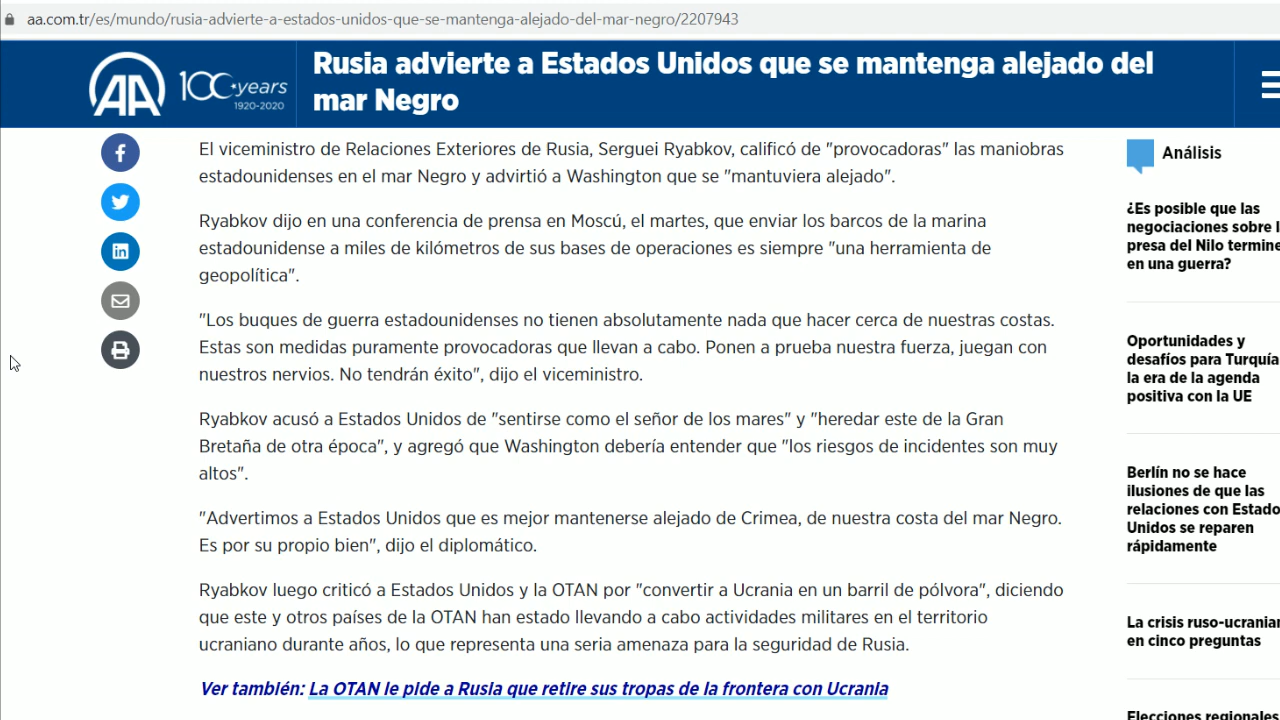 aa.com.tr/es/mundo/rusia-advierte-a-estados-unidos-que-se-mantenga-alejado-del-mar-negro/2207943
AA 100 years
1920-2020
Rusia advierte a Estados Unidos que se mantenga alejado del
mar Negro
El viceministro de Relaciones Exteriores de Rusia, Serguei Ryabkov, calificó de "provocadoras" las maniobras
estadounidenses en el mar Negro y advirtió a Washington que se "mantuviera alejado".
Ryabkov dijo en una conferencia de prensa en Moscú, el martes, que enviar los barcos de la marina
estadounidense a miles de kilómetros de sus bases de operaciones es siempre "una herramienta de
geopolítica".
"Los buques de guerra estadounidenses no tienen absolutamente nada que hacer cerca de nuestras costas.
Estas son medidas puramente provocadoras que llevan a cabo. Ponen a prueba nuestra fuerza, juegan con
nuestros nervios. No tendrán éxito", dijo el viceministro.
Ryabkov acusó a Estados Unidos de "sentirse como el señor de los mares" y "heredar este de la Gran
Bretaña de otra época", y agregó que Washington debería entender que "los riesgos de incidentes son muy
altos".
"Advertimos a Estados Unidos que es mejor mantenerse alejado de Crimea, de nuestra costa del mar Negro.
Es por su propio bien", dijo el diplomático.
Ryabkov luego criticó a Estados Unidos y la OTAN por "convertir a Ucrania en un barril de pólvora", diciendo
que este y otros países de la OTAN han estado llevando a cabo actividades militares en el territorio
ucraniano durante años, lo que representa una seria amenaza para la seguridad de Rusia.
Ver también: La OTAN le pide a Rusia que retire sus tropas de la frontera con Ucrania
Análisis
¿Es posible que las
negociaciones sobre l
presa del Nilo termine
en una guerra?
Oportunidades y
desafíos para Turquía
la era de la agenda
positiva con la UE
Berlín no se hace
ilusiones de que las
relaciones con Estado
Unidos se reparen
rápidamente
La crisis ruso-ucranian
en cinco preguntas
Elecciones regionales